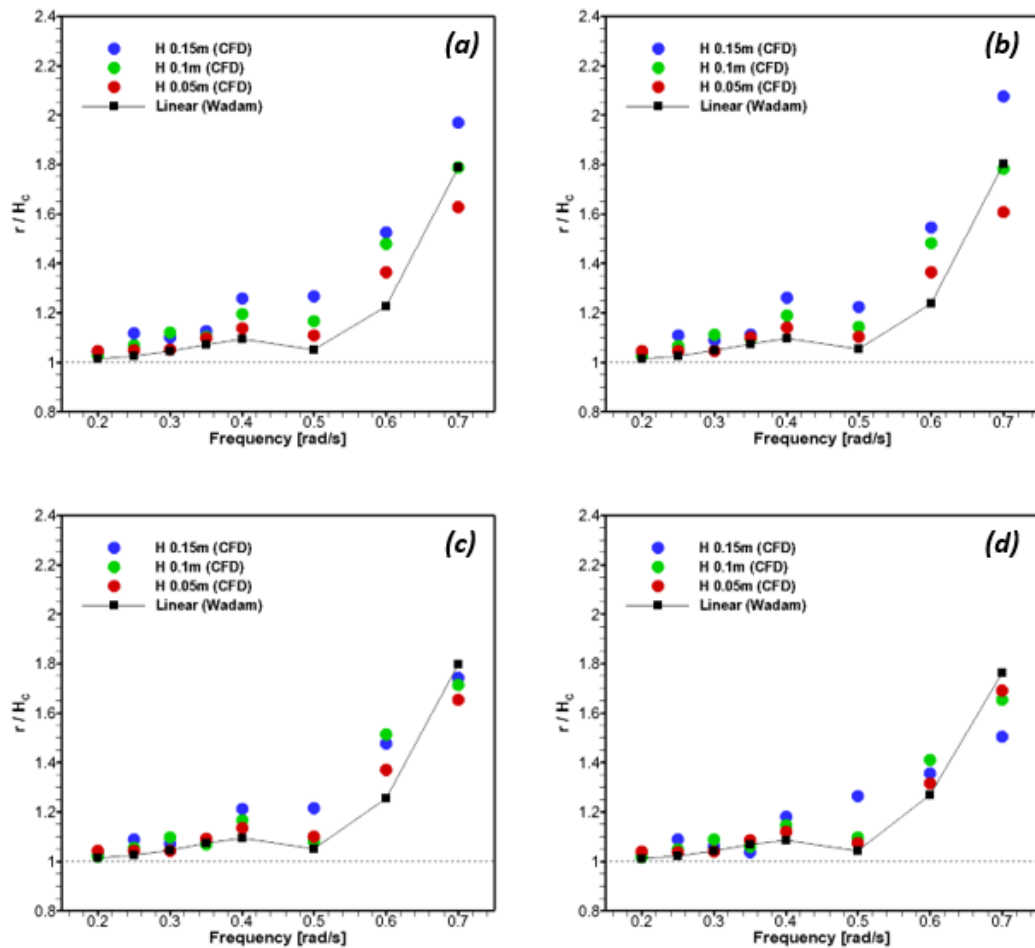 2.4
(a)
H 0.15m (CFD)
2.2
H 0.1m (CFD)
H 0.05m (CFD)
2
Linear (Wadam)
1.8
r / Hc
1.6
1.4
1.2
1
0.8
0.2 0.3 0.4 0.5 0.6 0.7
Frequency [rad/s]
2.4
(b)
H 0.15m (CFD)
2.2
H 0.1m (CFD)
H 0.05m (CFD)
2
Linear (Wadam)
1.8
r / Hc
1.6
1.4
1.2
1
0.8
0.2 0.3 0.4 0.5 0.6 0.7
Frequency [rad/s]
2.4
(c)
H 0.15m (CFD)
2.2
H 0.1m (CFD)
H 0.05m (CFD)
2
Linear (Wadam)
1.8
r / Hc
1.6
1.4
1.2
1
0.8
0.2 0.3 0.4 0.5 0.6 0.7
Frequency [rad/s]
2.4
(d)
H 0.15m (CFD)
2.2
H 0.1m (CFD)
H 0.05m (CFD)
2
Linear (Wadam)
1.8
r / Hc
1.6
1.4
1.2
1
0.8
0.2 0.3 0.4 0.5 0.6 0.7
Frequency [rad/s]